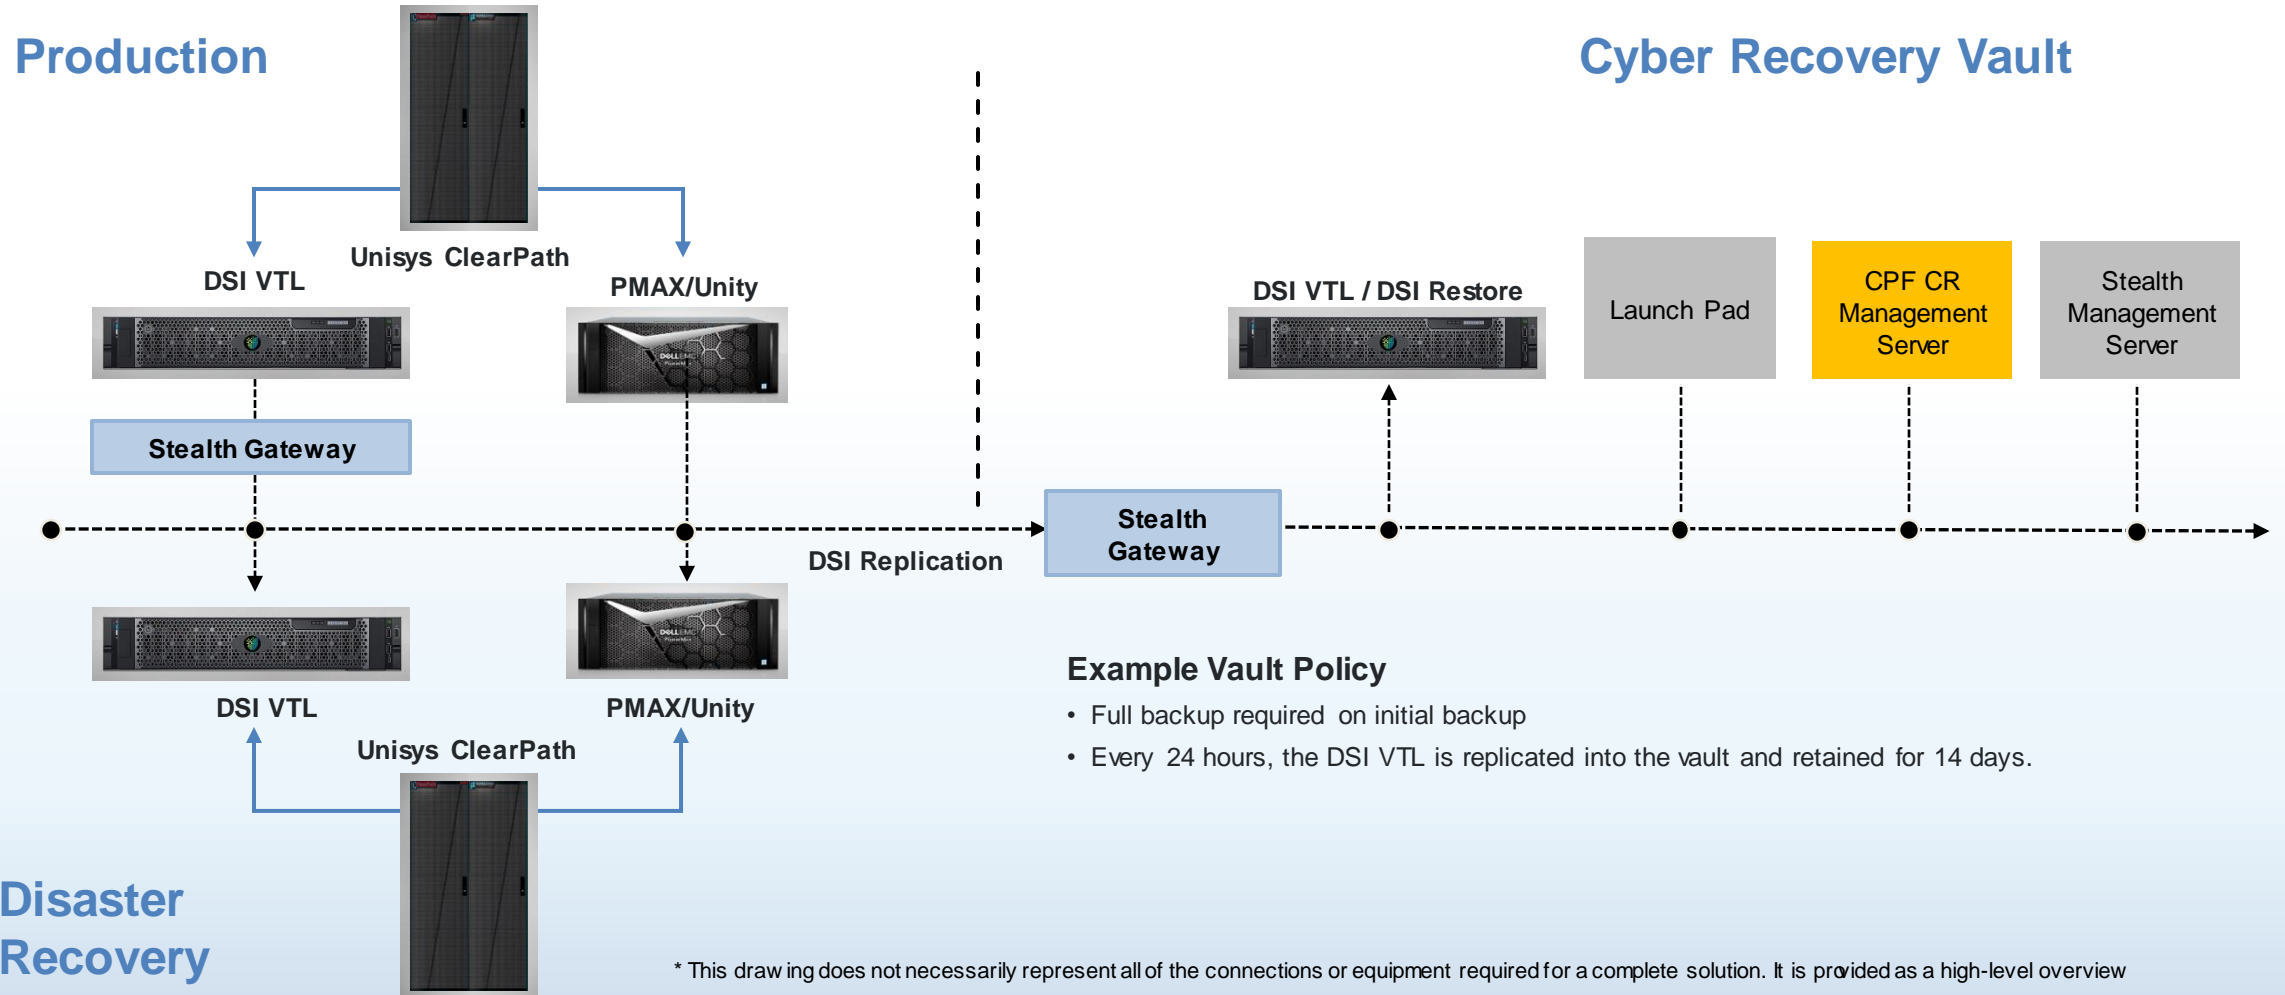 Production
Cyber Recovery Vault
Unisys ClearPath
DSI VTL
PMAX/Unity
DELLEMC
PowerMax
Stealth Gateway
DSI VTL / DSI Restore
Launch Pad
CPF CR
Management
Server
Stealth
Management
Server
DSI Replication
Stealth
Gateway
DELLEMC
PowerMax
DSI VTL
PMAX/Unity
Unisys ClearPath
Example Vault Policy
• Full backup required on initial backup
• Every 24 hours, the DSI VTL is replicated into the vault and retained for 14 days.
Disaster
Recovery
* This drawing does not necessarily represent all of the connections or equipment required for a complete solution. It is provided as a high-level overview